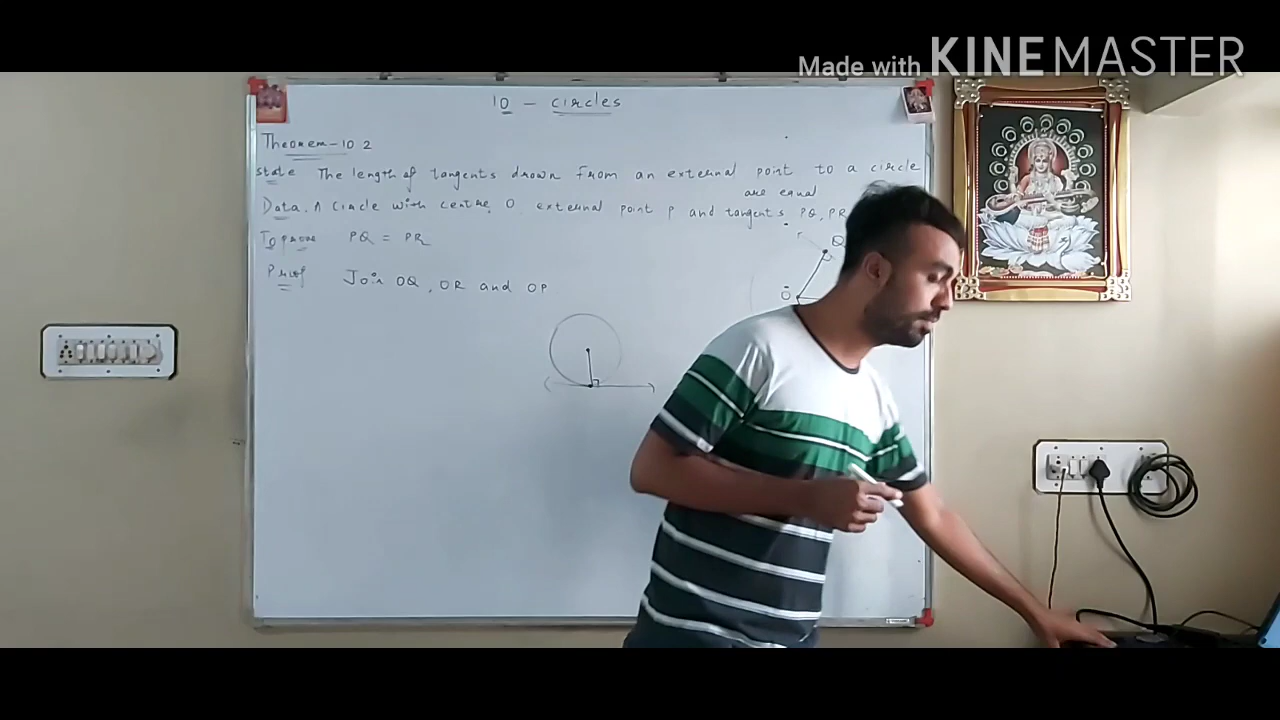 Made with KINEMASTER
10 - circles
Theorem-10 2
state The length of tangents drown from an external point to a circle
are equal
Data. A circle with centre O external point p and tangents PQ, PR
To prove PQ = PR
Proof Join OQ, OR and OP
Q
O